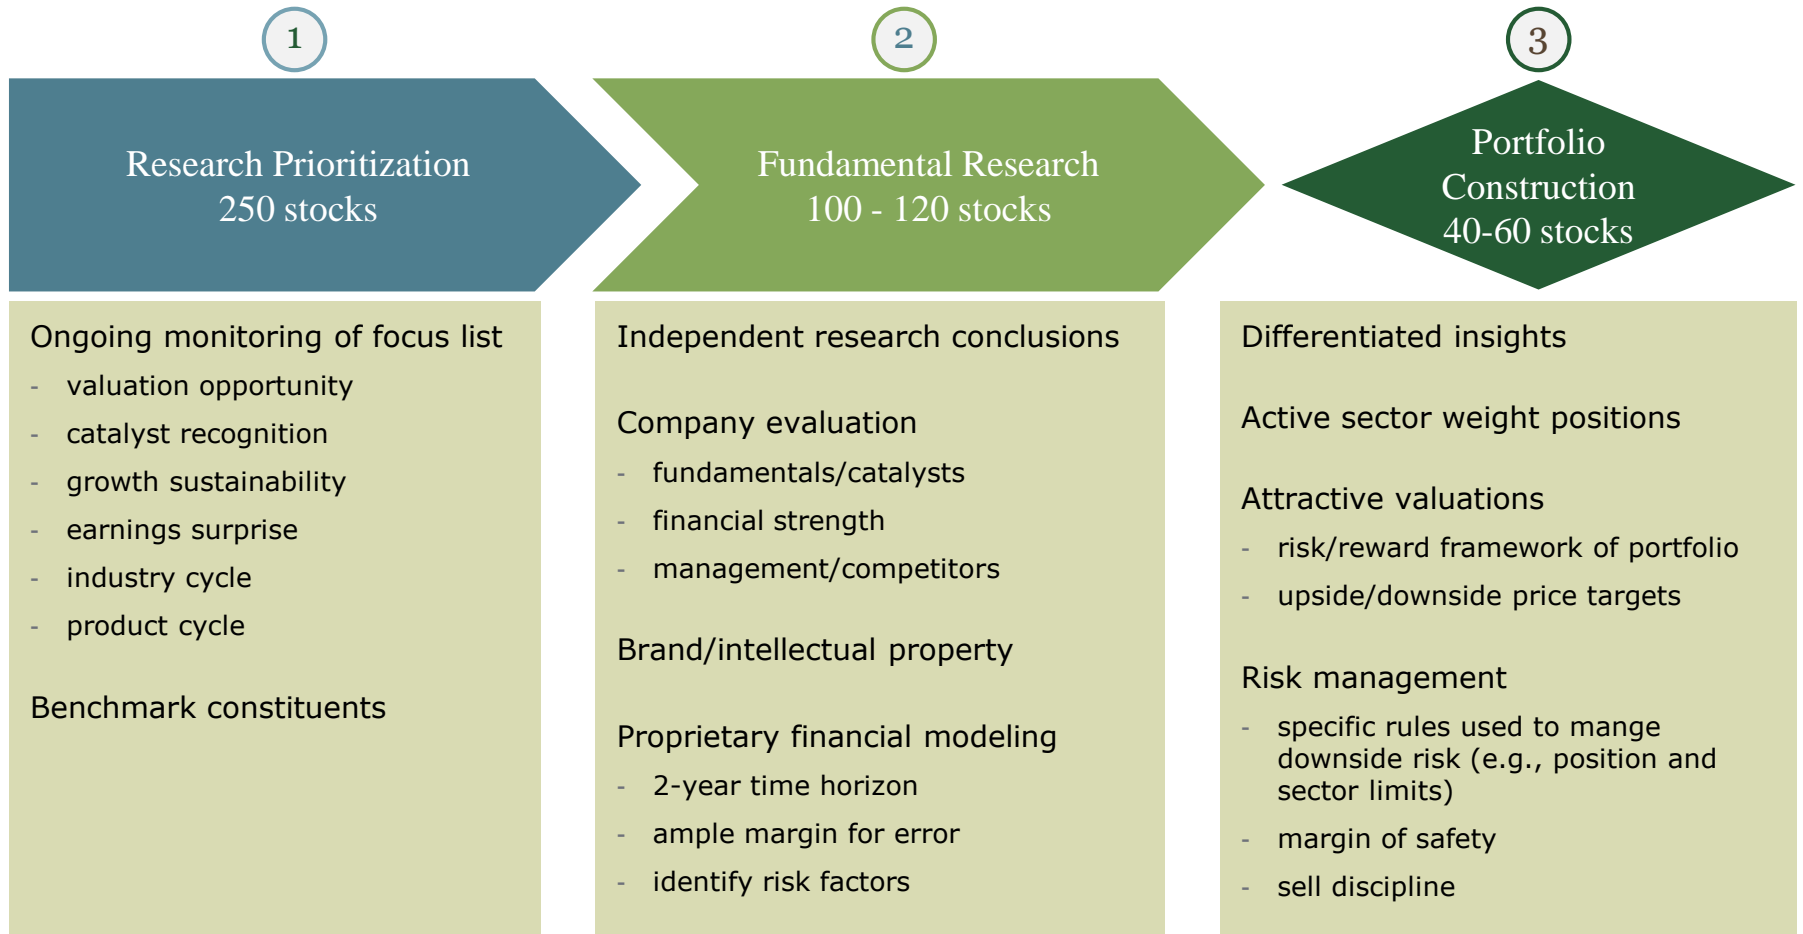 1
Research Prioritization
250 stocks
Ongoing monitoring of focus list
- valuation opportunity
- catalyst recognition
- growth sustainability
- earnings surprise
- industry cycle
- product cycle
Benchmark constituents
2
Fundamental Research
100 - 120 stocks
Independent research conclusions
Company evaluation
- fundamentals/catalysts
- financial strength
- management/competitors
Brand/intellectual property
Proprietary financial modeling
- 2-year time horizon
- ample margin for error
- identify risk factors
3
Portfolio
Construction
40-60 stocks
Differentiated insights
Active sector weight positions
Attractive valuations
- risk/reward framework of portfolio
- upside/downside price targets
Risk management
- specific rules used to mange
downside risk (e.g., position and
sector limits)
- margin of safety
- sell discipline